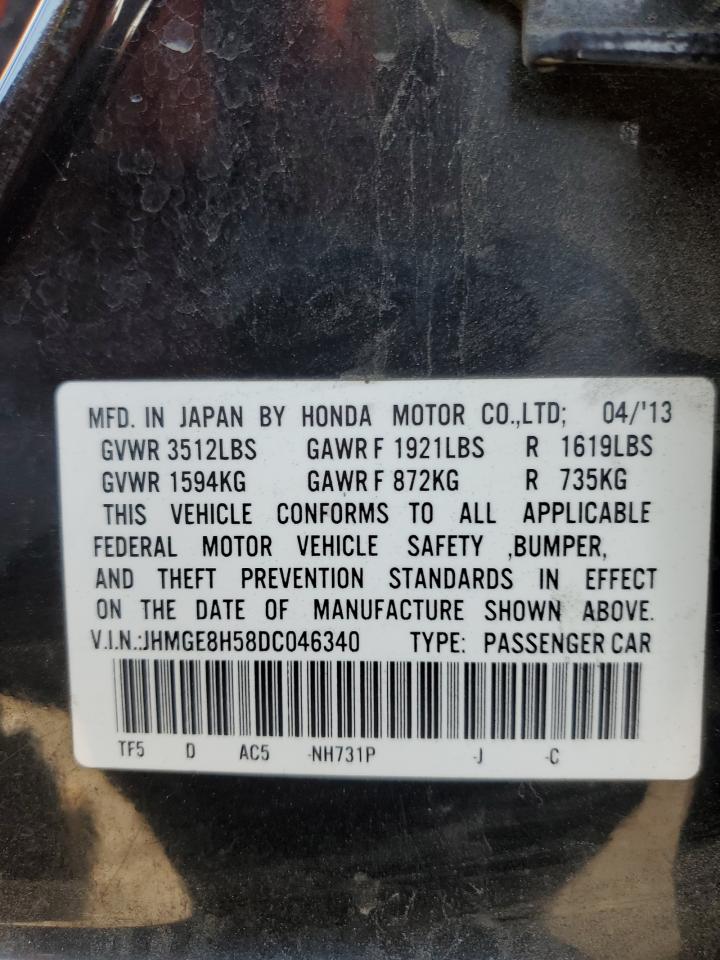 MFD. IN JAPAN BY HONDA MOTOR CO.,LTD; 04/'13
GVWR 3512LBS GAWR F 1921LBS R 1619LBS
GVWR 1594KG GAWR F 872KG R 735KG
THIS VEHICLE CONFORMS TO ALL APPLICABLE
FEDERAL MOTOR VEHICLE SAFETY ,BUMPER,
AND THEFT PREVENTION STANDARDS IN EFFECT
ON THE DATE OF MANUFACTURE SHOWN ABOVE.
V.I.N.:JHMGE8H58DC046340 TYPE: PASSENGER CAR
TF5 D AC5 -NH731P -J -C